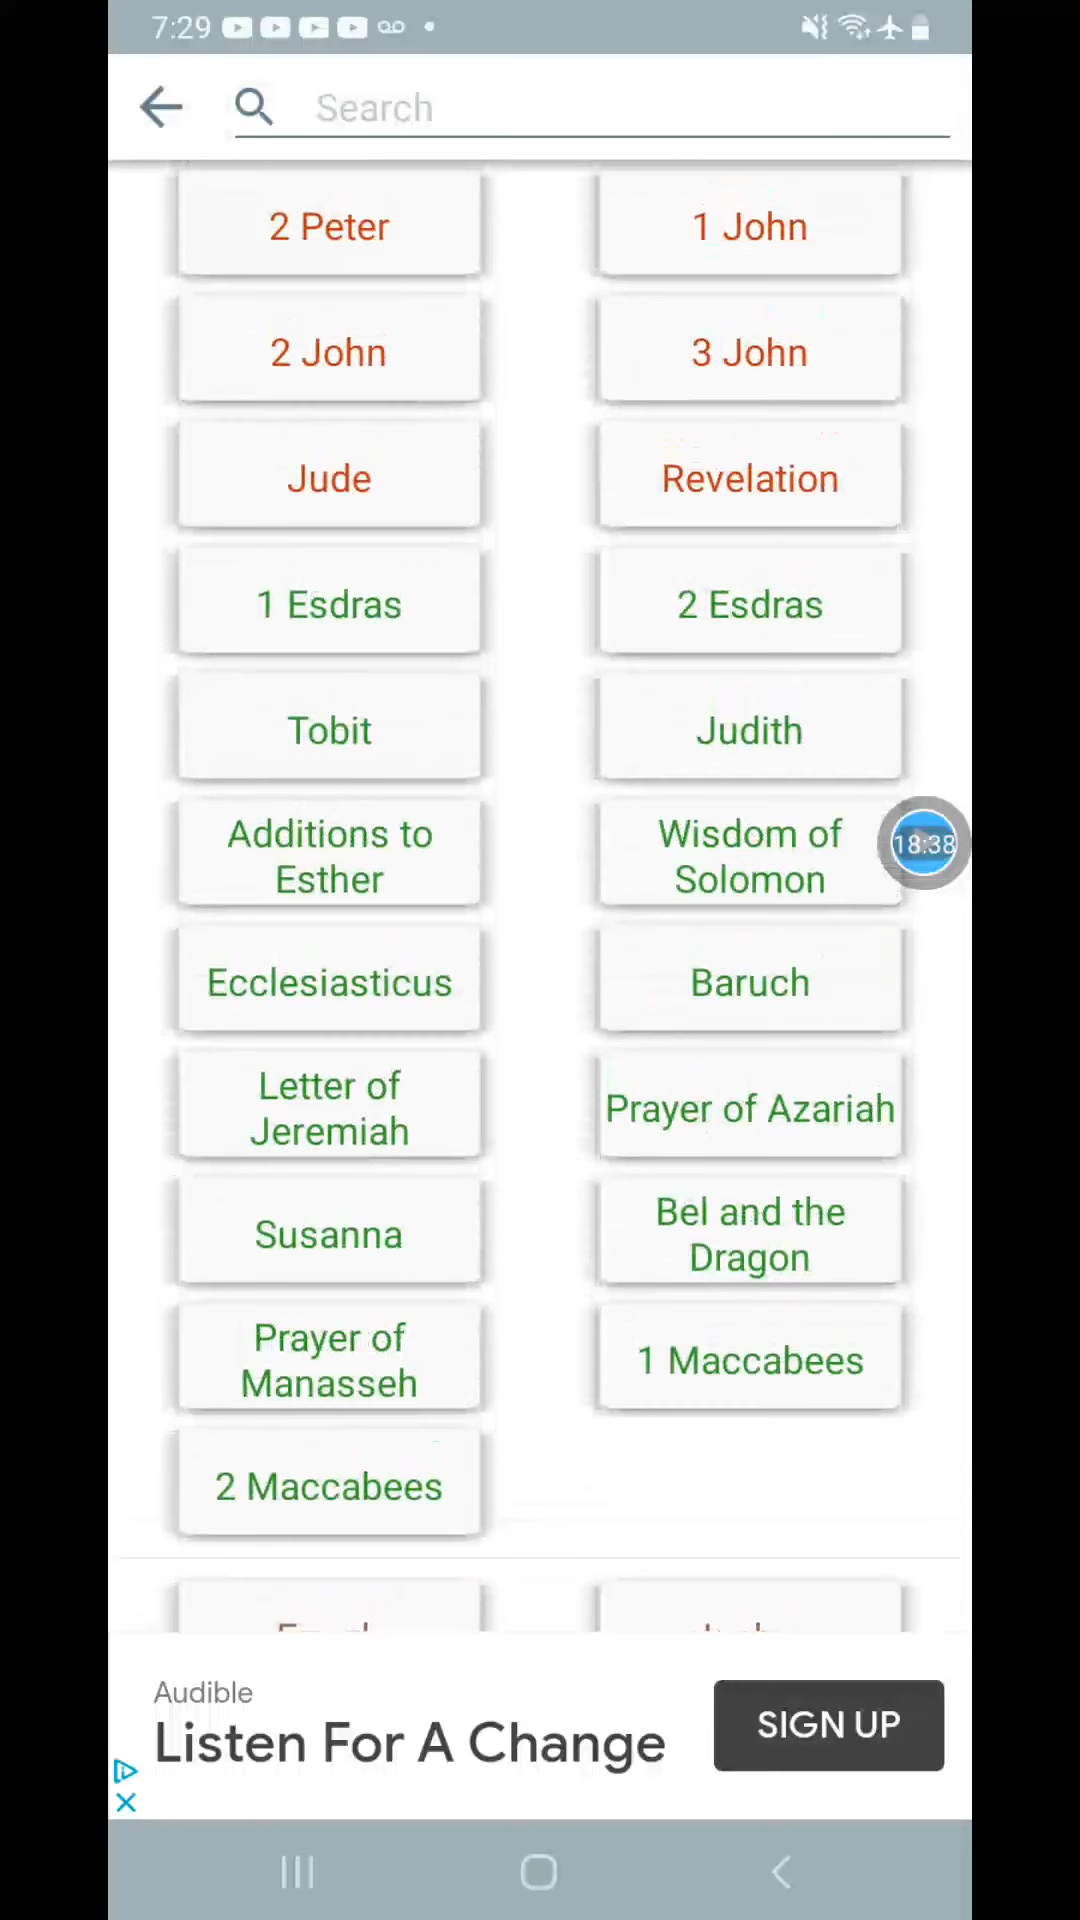 7:29
Search
2 Peter
1 John
2 John
3 John
Jude
Revelation
1 Esdras
2 Esdras
Tobit
Judith
Additions to
Esther
Wisdom of
Solomon
18:38
Ecclesiasticus
Baruch
Letter of
Jeremiah
Prayer of Azariah
Susanna
Bel and the
Dragon
Prayer of
Manasseh
1 Maccabees
2 Maccabees
Audible
Listen For A Change
SIGN UP